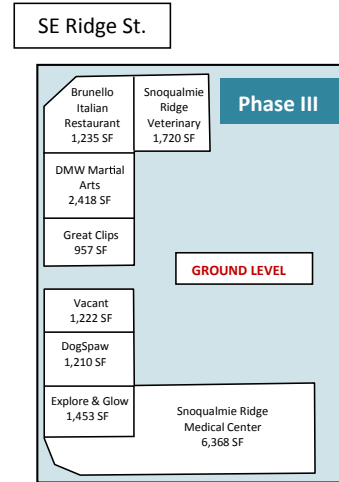 SE Ridge St.
Brunello
Italian
Restaurant
1,235 SF
Snoqualmie
Ridge
Veterinary
1,720 SF
Phase III
DMW Martial
Arts
2,418 SF
Great Clips
957 SF
GROUND LEVEL
Vacant
1,222 SF
DogSpaw
1,210 SF
Explore & Glow
1,453 SF
Snoqualmie Ridge
Medical Center
6,368 SF